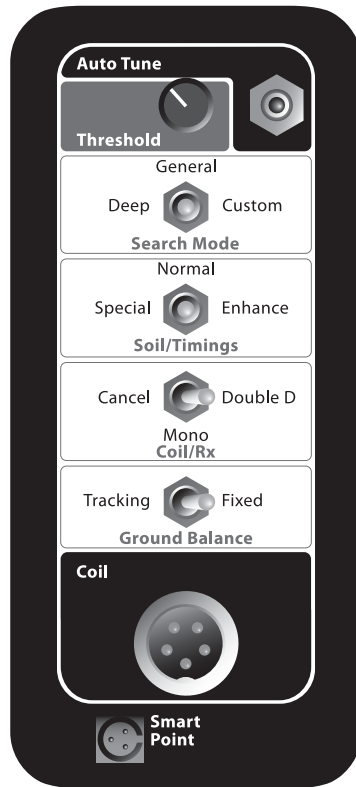 Auto Tune
Threshold
General
Deep Custom
Search Mode
Normal
Special Enhance
Soil/Timings
Cancel Double D
Mono
Coil/Rx
Tracking Fixed
Ground Balance
Coil
Smart
Point